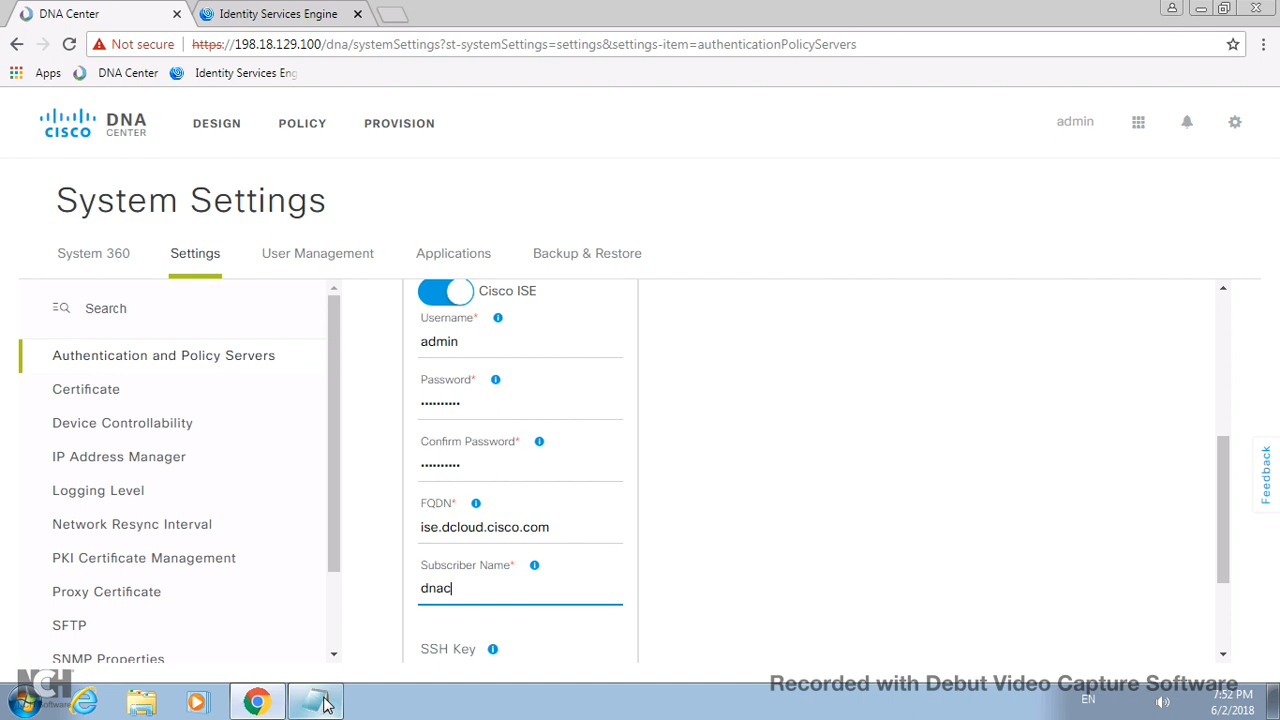 DNA Center
Identity Services Engine
Not secure
https://198.18.129.100/dna/systemSettings?st-systemSettings=settings&settings-item=authenticationPolicyServers
Apps
DNA Center
Identity Services Eng
CISCO
DNA
CENTER
DESIGN
POLICY
PROVISION
admin
System Settings
System 360
Settings
User Management
Applications
Backup & Restore
Search
Authentication and Policy Servers
Certificate
Device Controllability
IP Address Manager
Logging Level
Network Resync Interval
PKI Certificate Management
Proxy Certificate
SFTP
SNMP Properties
Cisco ISE
Username*
admin
Password*
••••••••••
Confirm Password*
••••••••••
FQDN*
ise.dcloud.cisco.com
Subscriber Name*
dnac
SSH Key
Feedback
NCH
Software
Recorded with Debut Video Capture Software
EN
7:52 PM
6/2/2018